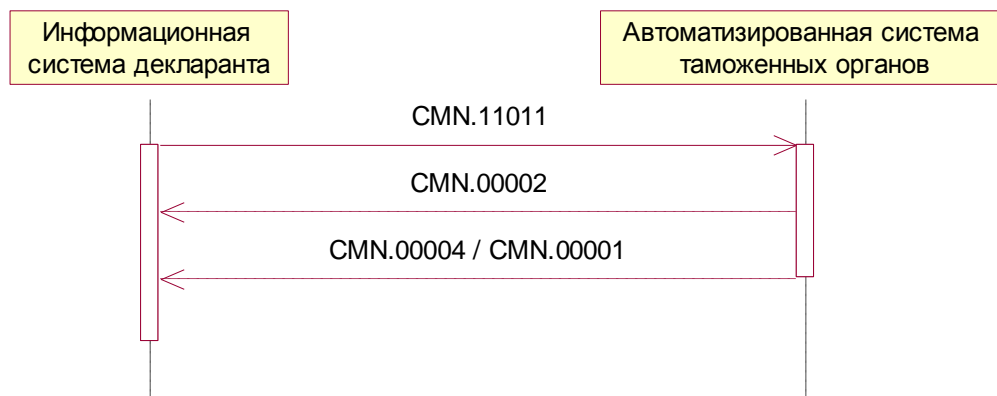 Информационная
система декларанта
Автоматизированная система
таможенных органов
CMN.11011
CMN.00002
CMN.00004 / CMN.00001